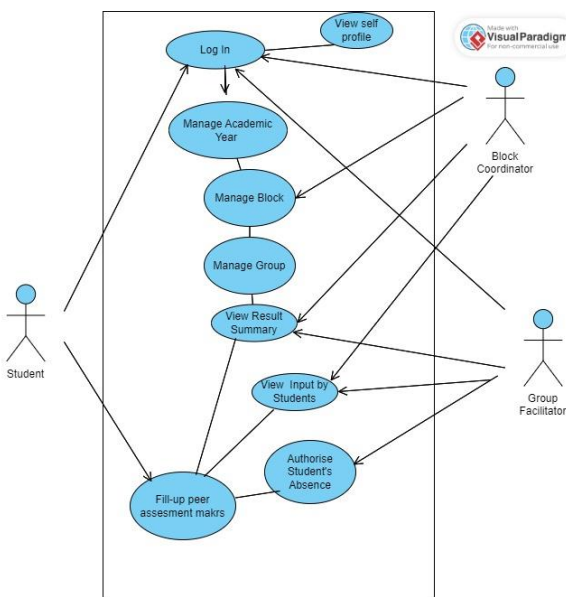 View self
profile
Made with
Visual Paradigm
For non-commercial use
Log In
Manage Academic
Year
Block
Coordinator
Manage Block
Manage Group
View Result
Summary
Student
View Input by
Students
Group
Facilitator
Authorise
Student's
Absence
Fill-up peer
assesment makrs